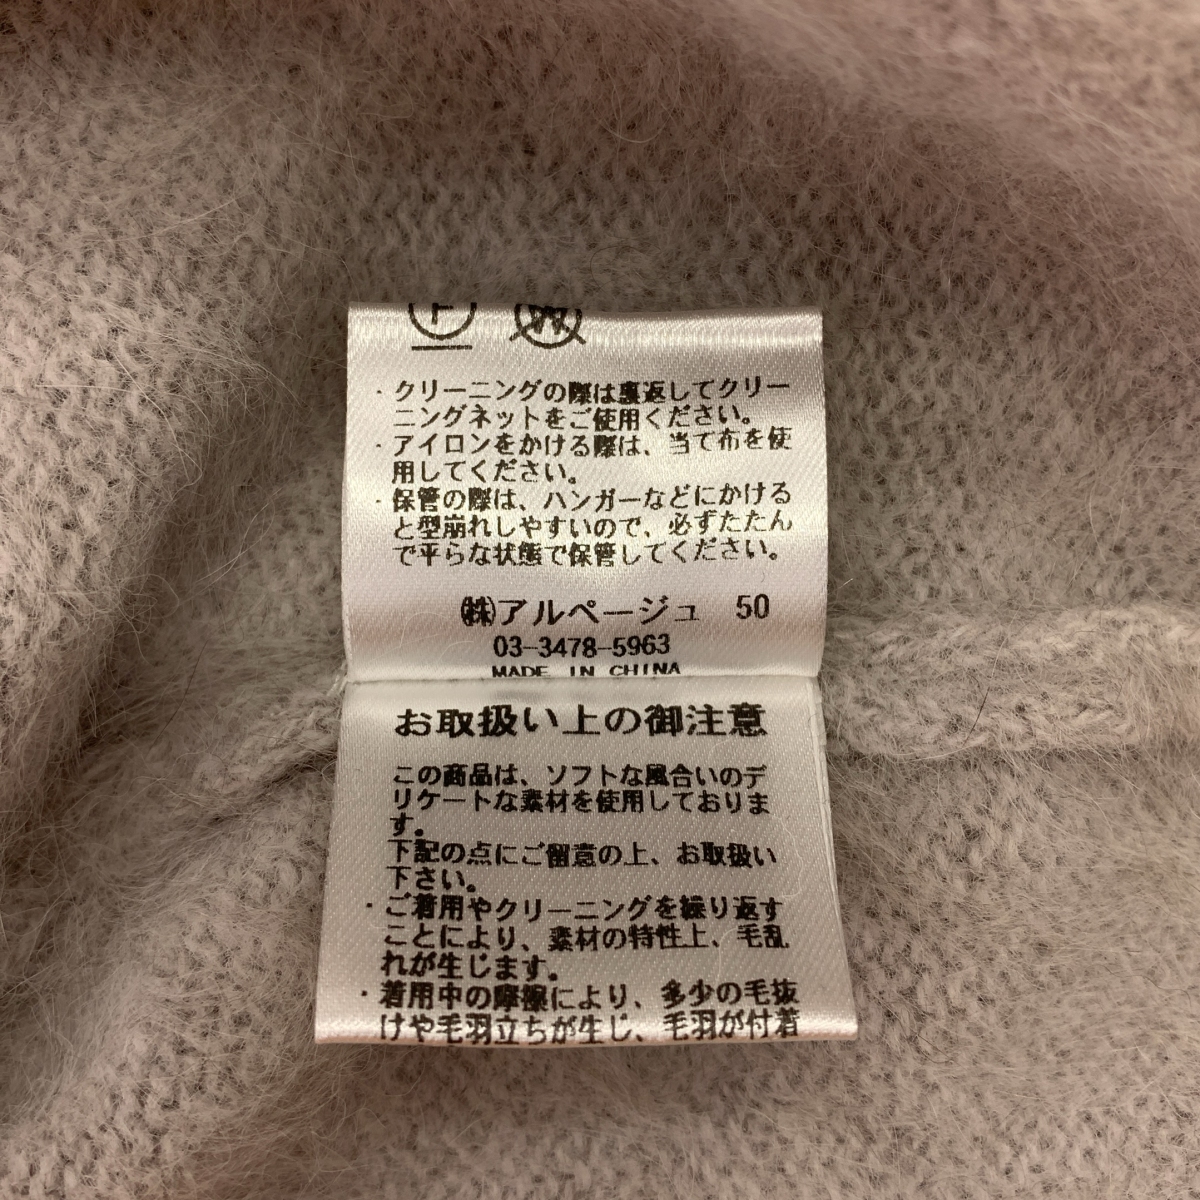 F W
・クリーニングの際は裏返してクリー
ニングネットをご使用ください。
・アイロンをかける際は、当て布を使
用してください。
・保管の際は、ハンガーなどにかける
と型崩れしやすいので、必ずたたん
で平らな状態で保管してください。
㈱アルページュ 50
03-3478-5963
MADE IN CHINA
お取扱い上の御注意
この商品は、ソフトな風合いのデ
リケートな素材を使用しておりま
す。
下記の点にご留意の上、お取扱い
下さい。
・ご着用やクリーニングを繰り返す
ことにより、素材の特性上、毛乱
れが生じます。
・着用中の摩擦により、多少の毛抜
けや毛羽立ちが生じ、毛羽が付着